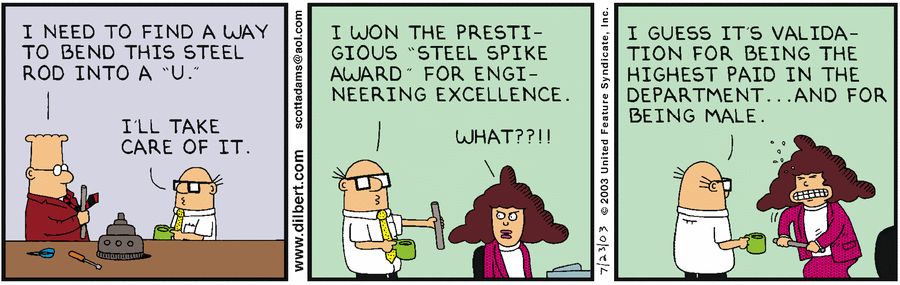 I NEED TO FIND A WAY
TO BEND THIS STEEL
ROD INTO A "U."
I'LL TAKE
CARE OF IT.
www.dilbert.com scottadams@aol.com
I WON THE PRESTI-
GIOUS "STEEL SPIKE
AWARD" FOR ENGI-
NEERING EXCELLENCE.
WHAT??!!
7/23/03 © 2003 United Feature Syndicate, Inc.
I GUESS IT'S VALIDA-
TION FOR BEING THE
HIGHEST PAID IN THE
DEPARTMENT...AND FOR
BEING MALE.